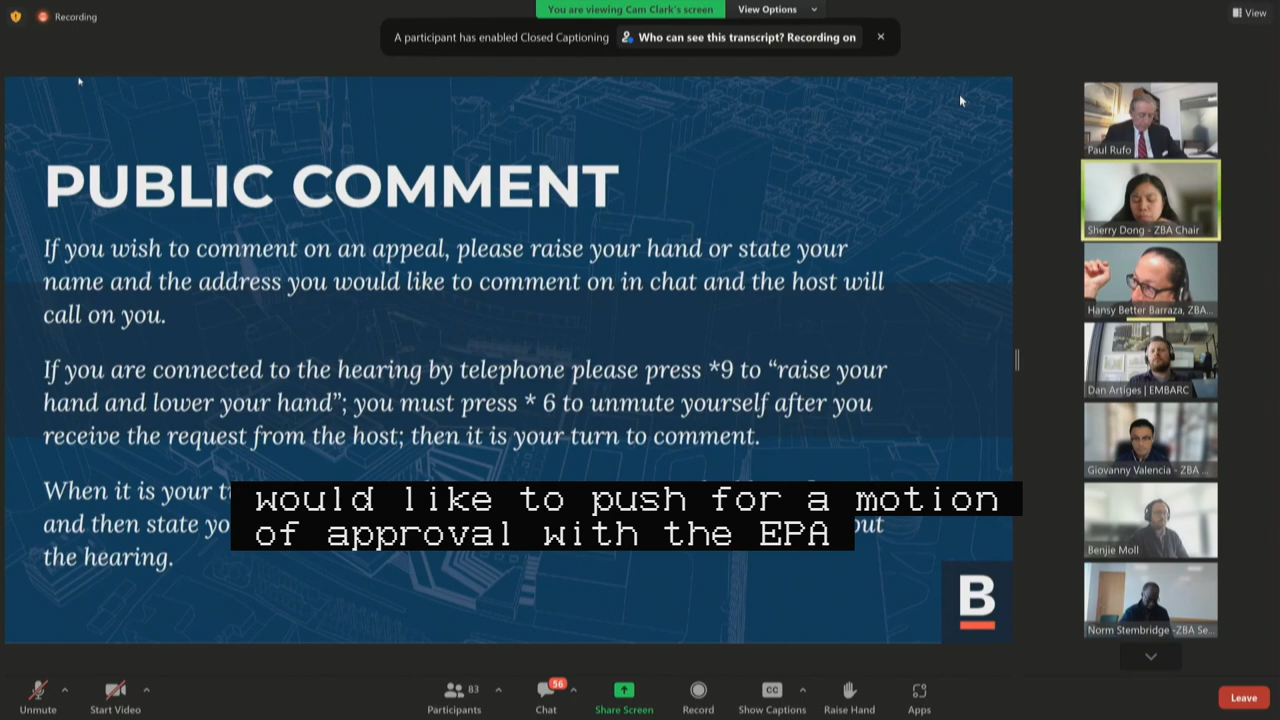 Recording
You are viewing Cam Clark's screen
View Options
View
A participant has enabled Closed Captioning
Who can see this transcript? Recording on
PUBLIC COMMENT
If you wish to comment on an appeal, please raise your hand or state your
name and the address you would like to comment on in chat and the host will
call on you.
If you are connected to the hearing by telephone please press *9 to “raise your
hand and lower your hand”; you must press * 6 to unmute yourself after you
receive the request from the host; then it is your turn to comment.
When it is your
and then state
the hearing.
would like to push for a motion
of approval with the EPA
B
Paul Rufo
Sherry Dong - ZBA Chair
Hansy Better Barraza, ZBA...
Dan Artiges | EMBARC
Giovanny Valencia - ZBA ...
Benjie Moll
Norm Stembridge -ZBA Se...
Unmute
Start Video
83
Participants
56
Chat
Share Screen
Record
CC
Show Captions
Raise Hand
Apps
Leave